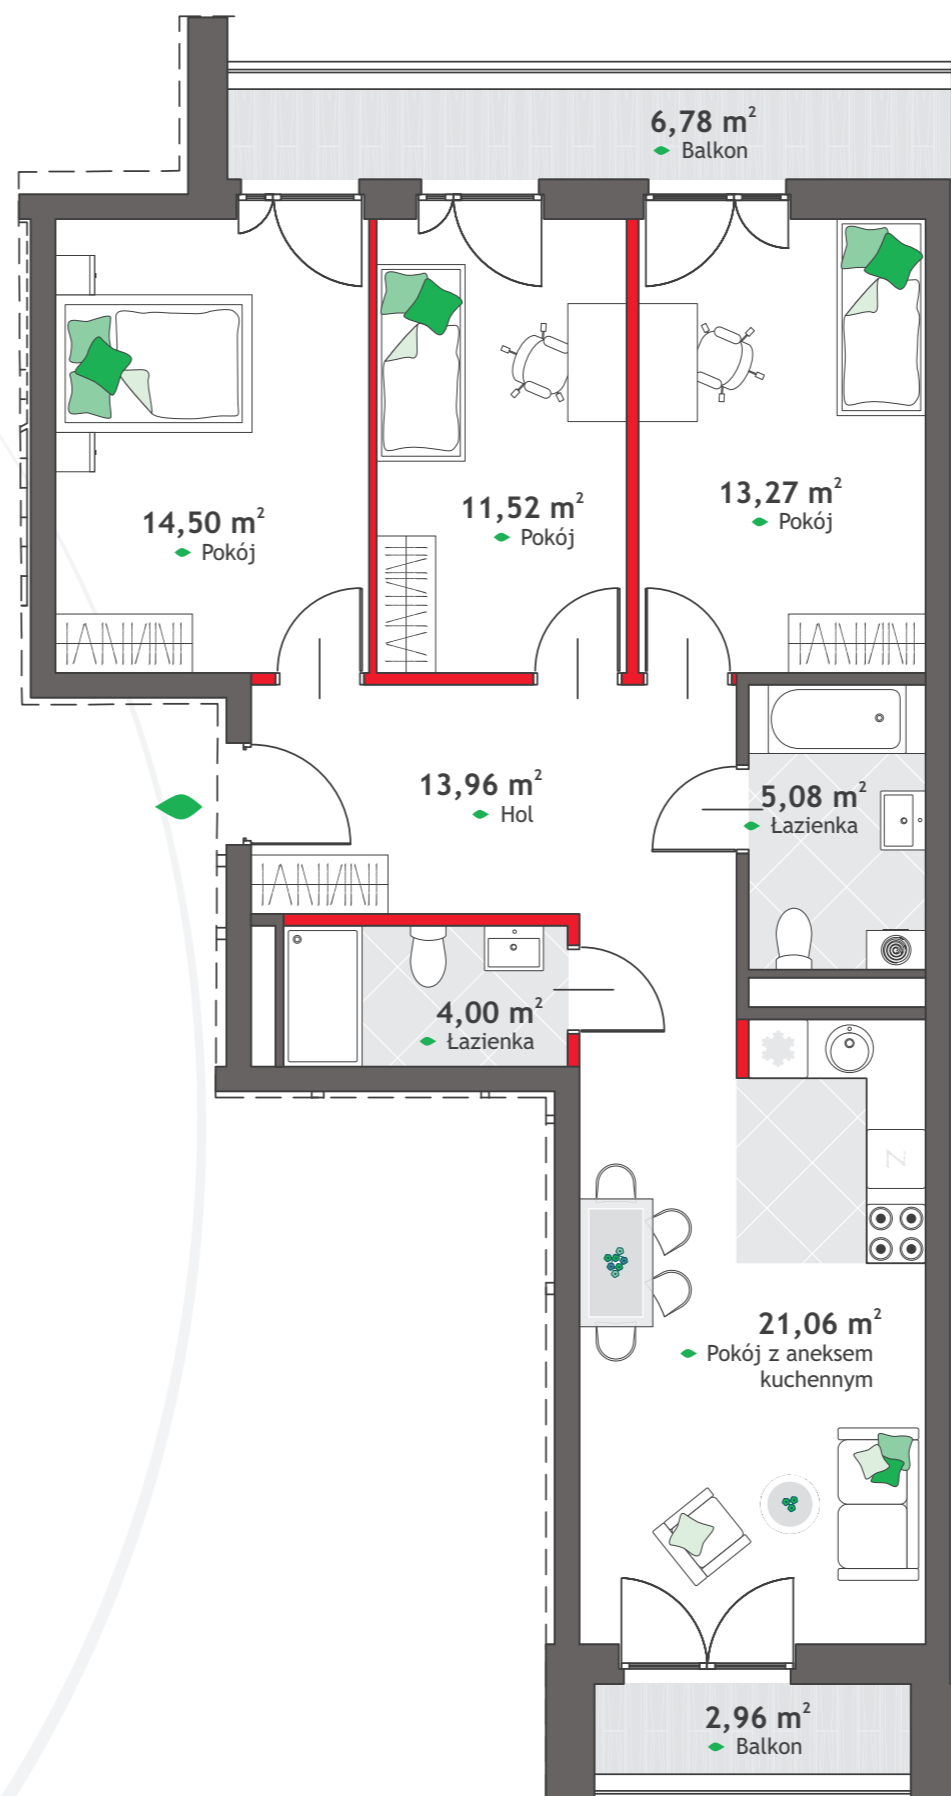 6,78 m²
Balkon
14,50 m²
Pokój
11,52 m²
Pokój
13,27 m²
Pokój
13,96 m²
Hol
5,08 m²
Łazienka
4,00 m²
Łazienka
Z
21,06 m²
Pokój z aneksem
kuchennym
2,96 m²
Balkon